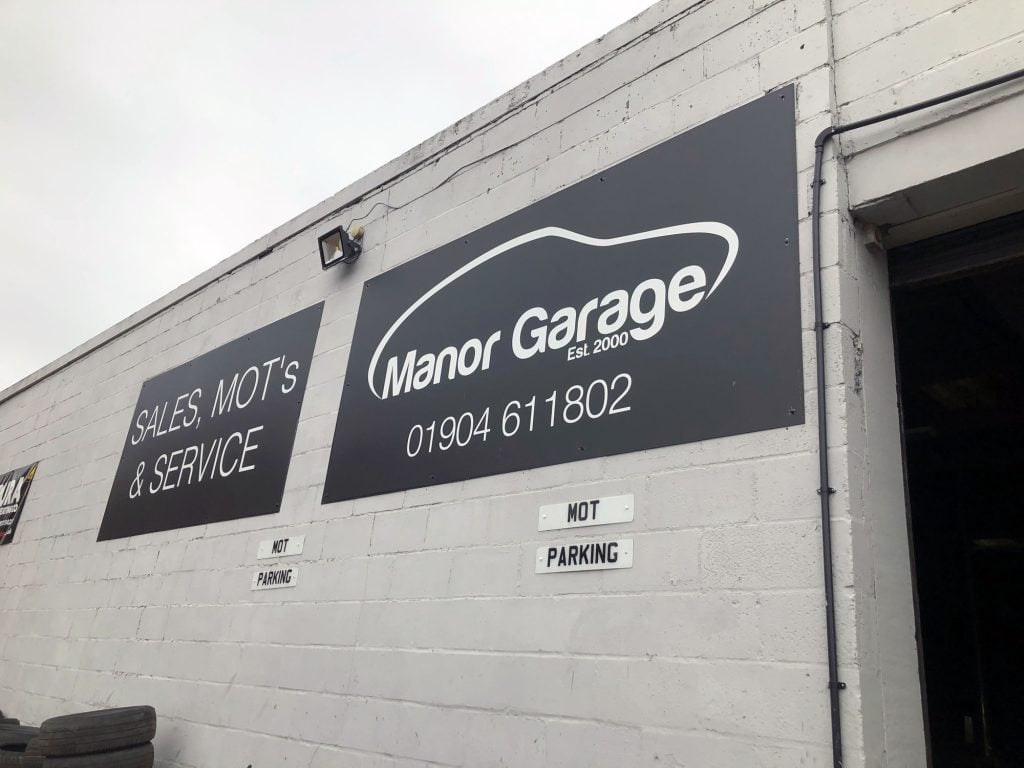 SALES, MOT's
& SERVICE
Manor Garage
Est. 2000
01904 611802
MOT
PARKING
MOT
PARKING